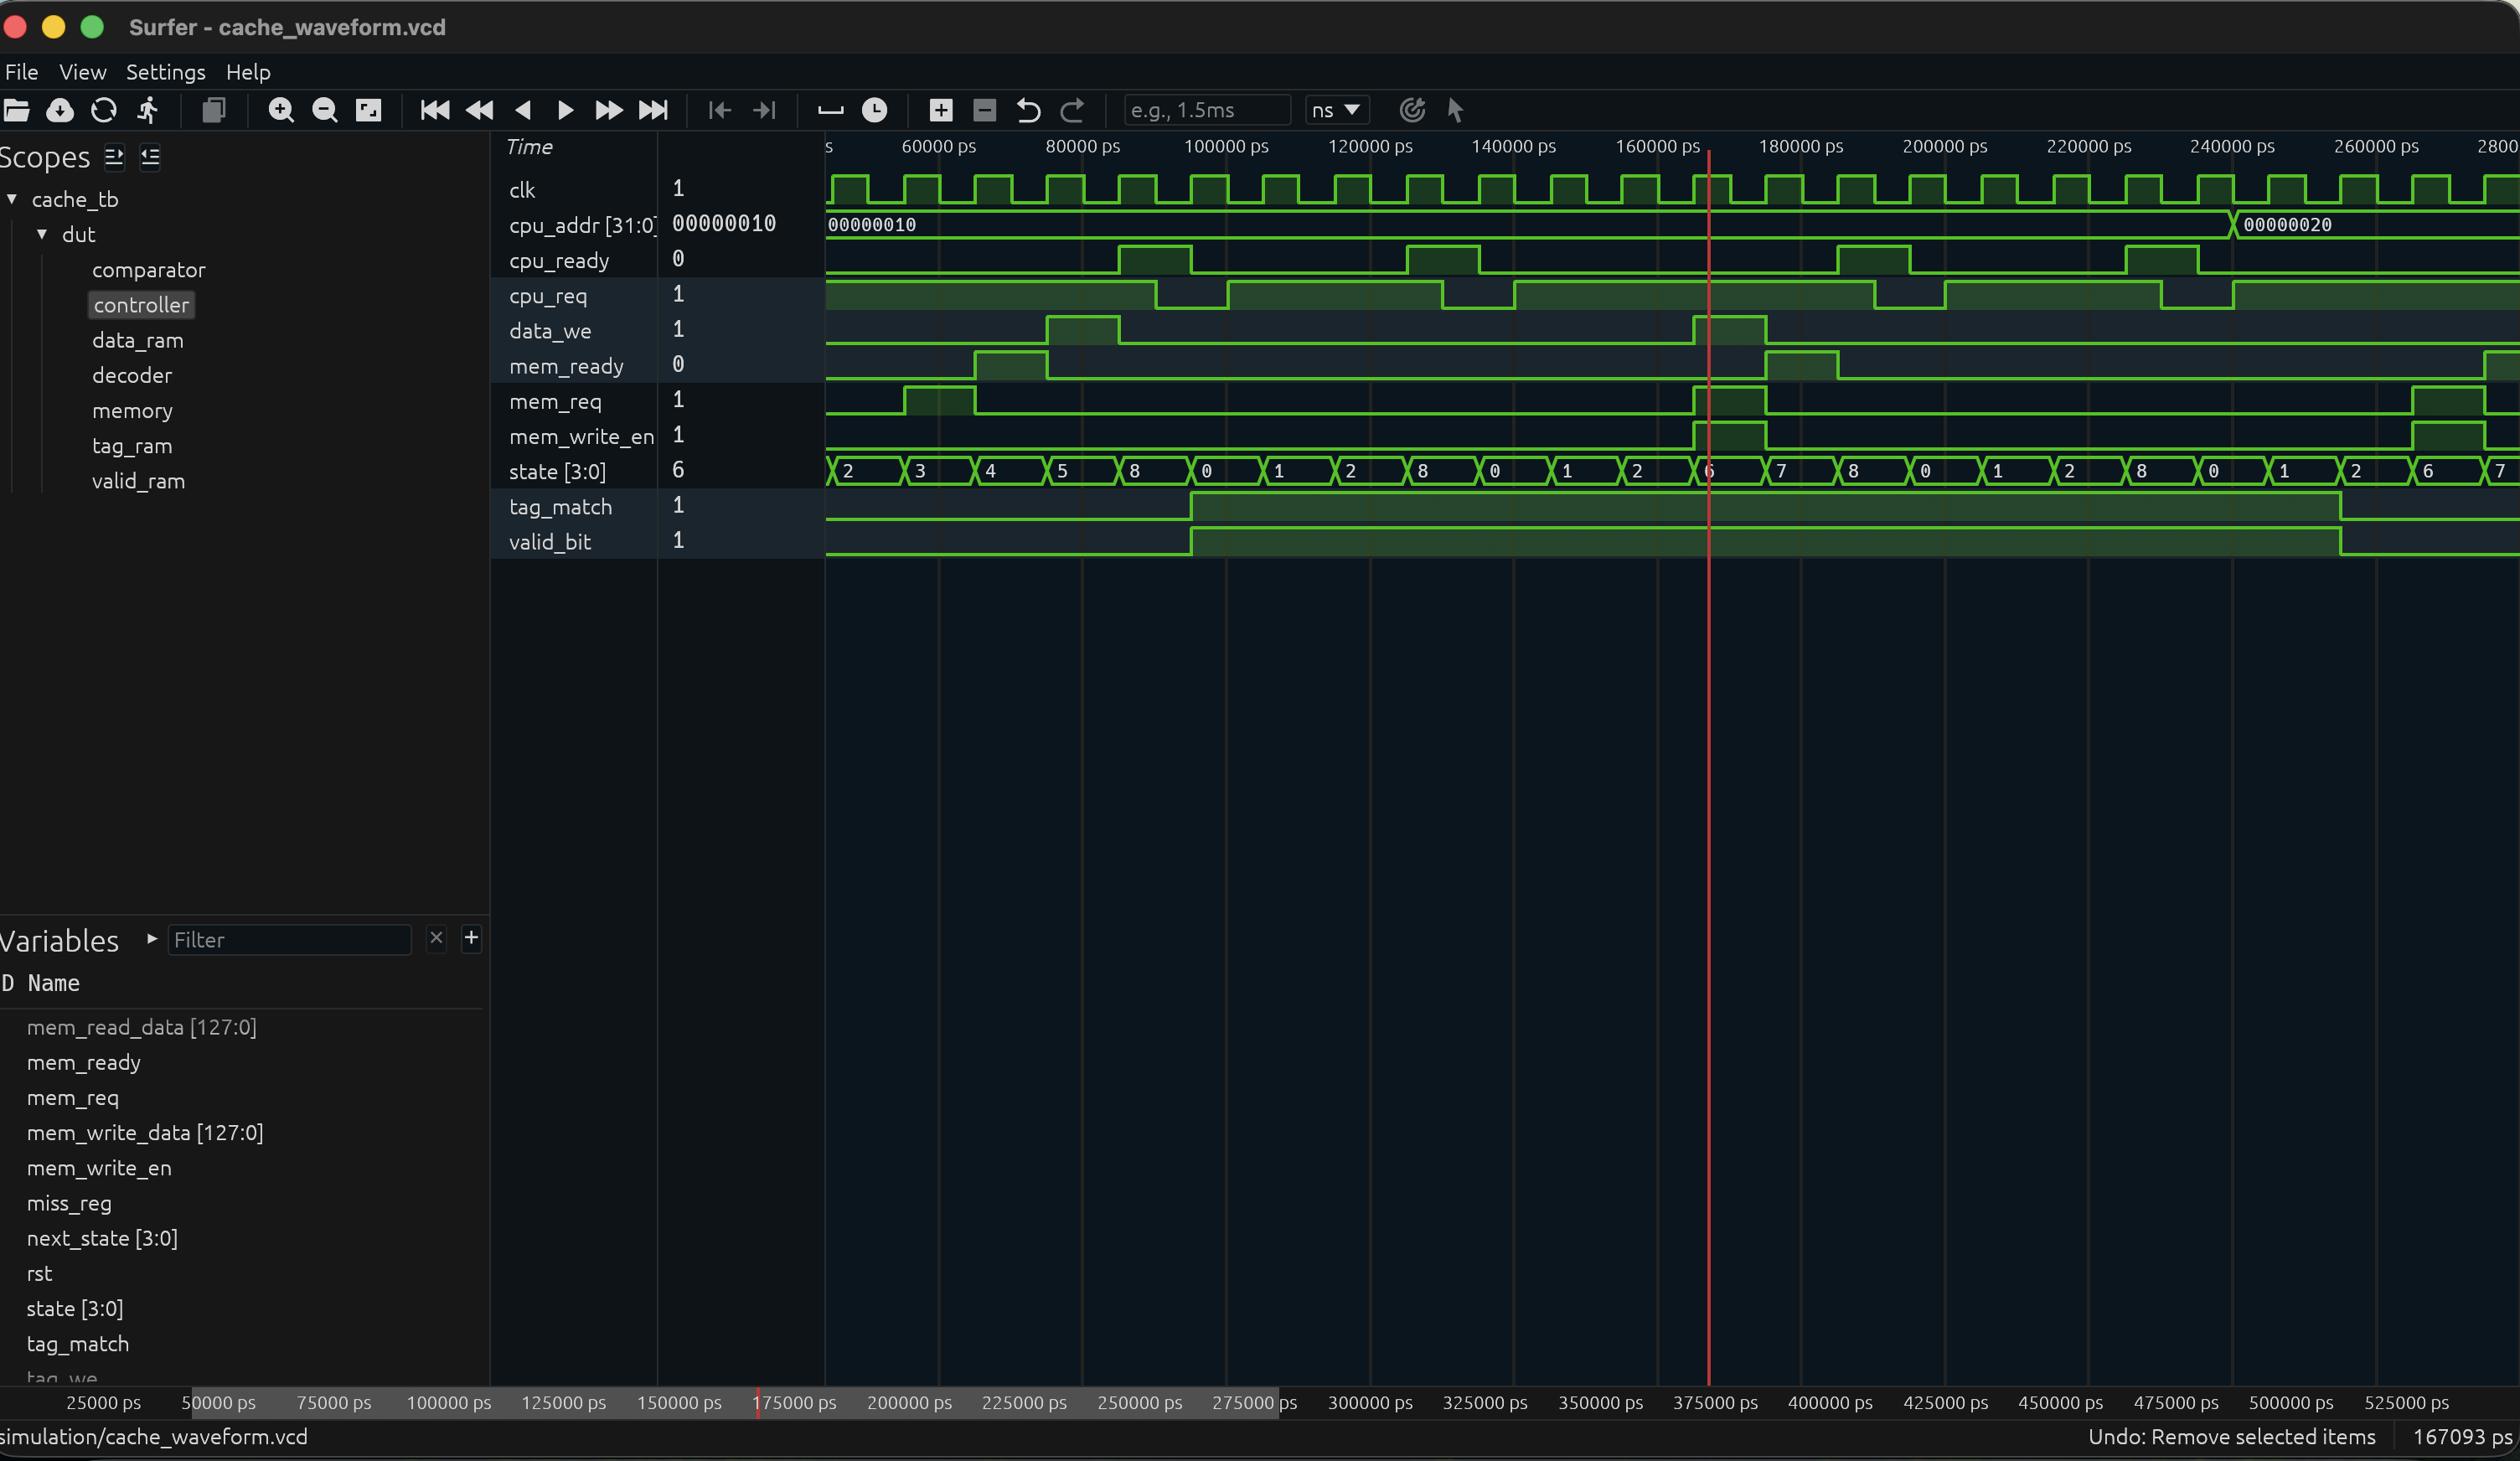 Surfer - cache_waveform.vcd
File View Settings Help
e.g., 1.5ms ns
Scopes
cache_tb
dut
comparator
controller
data_ram
decoder
memory
tag_ram
valid_ram
Variables Filter
D Name
mem_read_data [127:0]
mem_ready
mem_req
mem_write_data [127:0]
mem_write_en
miss_reg
next_state [3:0]
rst
state [3:0]
tag_match
tag_we
Time s 60000 ps 80000 ps 100000 ps 120000 ps 140000 ps 160000 ps 180000 ps 200000 ps 220000 ps 240000 ps 260000 ps 2800
clk 1
cpu_addr [31:0] 00000010 00000010 00000020
cpu_ready 0
cpu_req 1
data_we 1
mem_ready 0
mem_req 1
mem_write_en 1
state [3:0] 6 2 3 4 5 8 0 1 2 8 0 1 2 6 7 8 0 1 2 8 0 1 2 6 7
tag_match 1
valid_bit 1
25000 ps 50000 ps 75000 ps 100000 ps 125000 ps 150000 ps 175000 ps 200000 ps 225000 ps 250000 ps 275000 ps 300000 ps 325000 ps 350000 ps 375000 ps 400000 ps 425000 ps 450000 ps 475000 ps 500000 ps 525000 ps
simulation/cache_waveform.vcd Undo: Remove selected items 167093 ps